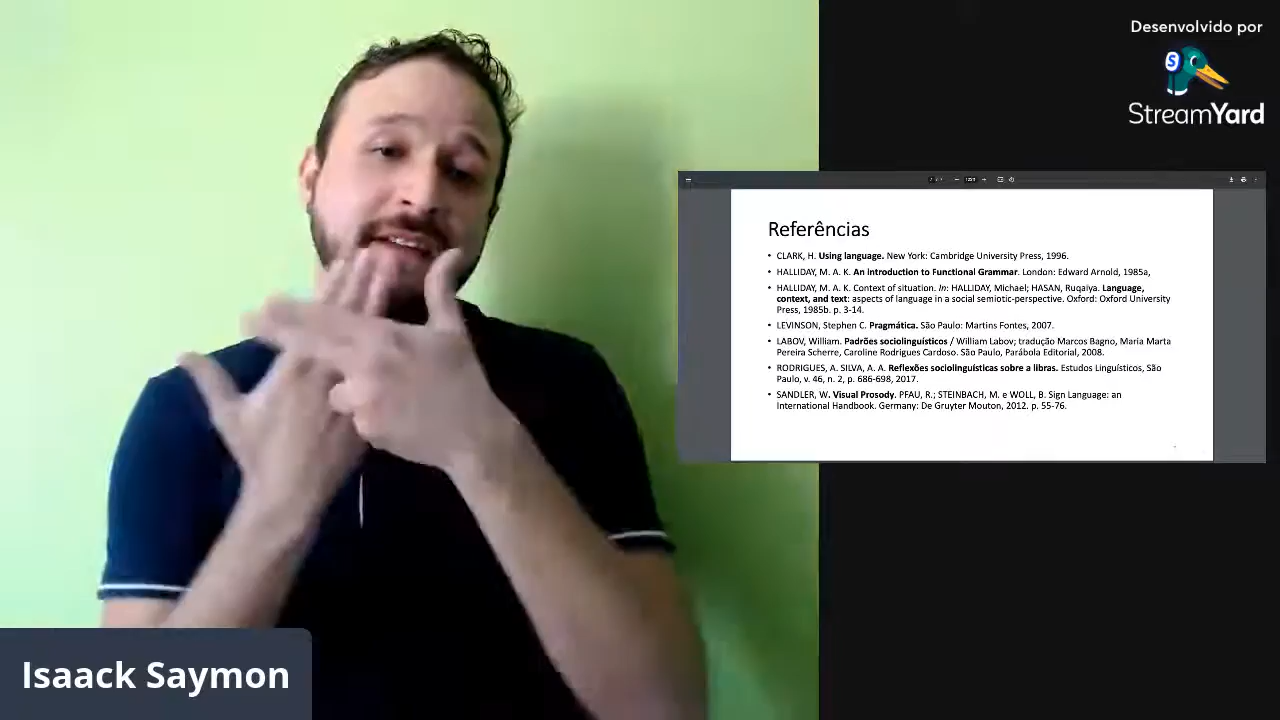 Desenvolvido por
StreamYard
Referências
• CLARK, H. Using language. New York: Cambridge University Press, 1996.
• HALLIDAY, M. A. K. An introduction to Functional Grammar. London: Edward Arnold, 1985a,
• HALLIDAY, M. A. K. Context of situation. In: HALLIDAY, Michael; HASAN, Ruqaiya. Language,
context, and text: aspects of language in a social semiotic-perspective. Oxford: Oxford University
Press, 1985b. p. 3-14.
• LEVINSON, Stephen C. Pragmática. São Paulo: Martins Fontes, 2007.
• LABOV, William. Padrões sociolinguísticos / William Labov; tradução Marcos Bagno, Maria Marta
Pereira Scherre, Caroline Rodrigues Cardoso. São Paulo, Parábola Editorial, 2008.
• RODRIGUES, A. SILVA, A. A. Reflexões sociolinguísticas sobre a libras. Estudos Linguísticos, São
Paulo, v. 46, n. 2, p. 686-698, 2017.
• SANDLER, W. Visual Prosody. PFAU, R.; STEINBACH, M. e WOLL, B. Sign Language: an
International Handbook. Germany: De Gruyter Mouton, 2012. p. 55-76.
Isaack Saymon